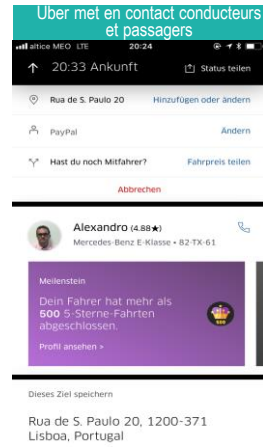 Uber met en contact conducteurs
et passagers
altice MEO LTE 20:24
20:33 Ankunft Status teilen
Rua de S. Paulo 20 Hinzufügen oder ändern
PayPal Ändern
Hast du noch Mitfahrer? Fahrpreis teilen
Abbrechen
Alexandro (4.88★)
Mercedes-Benz E-Klasse • 82-TX-61
Meilenstein
Dein Fahrer hat mehr als
500 5-Sterne-Fahrten
abgeschlossen.
500
Profil ansehen >
Dieses Ziel speichern
Rua de S. Paulo 20, 1200-371
Lisboa, Portugal